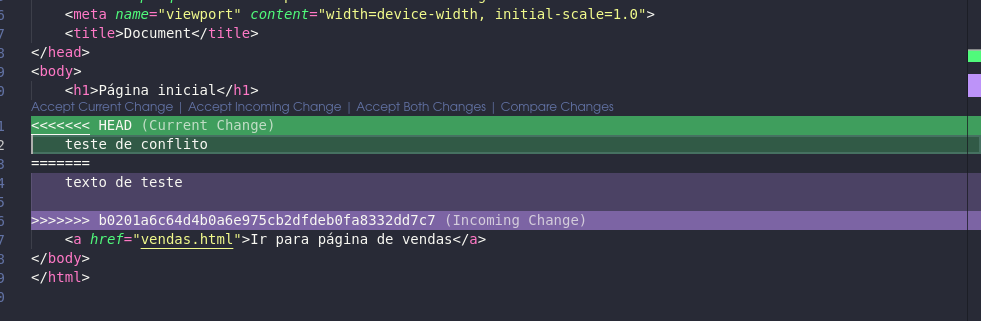 6 <meta name="viewport" content="width=device-width, initial-scale=1.0">
7 <title>Document</title>
8 </head>
9 <body>
0 <h1>Página inicial</h1>
Accept Current Change | Accept Incoming Change | Accept Both Changes | Compare Changes
1 <<<<<<< HEAD (Current Change)
2 teste de conflito
3 =======
4 texto de teste
5
6 >>>>>>> b0201a6c64d4b0a6e975cb2dfdeb0fa8332dd7c7 (Incoming Change)
7 <a href="vendas.html">Ir para página de vendas</a>
8 </body>
9 </html>
0